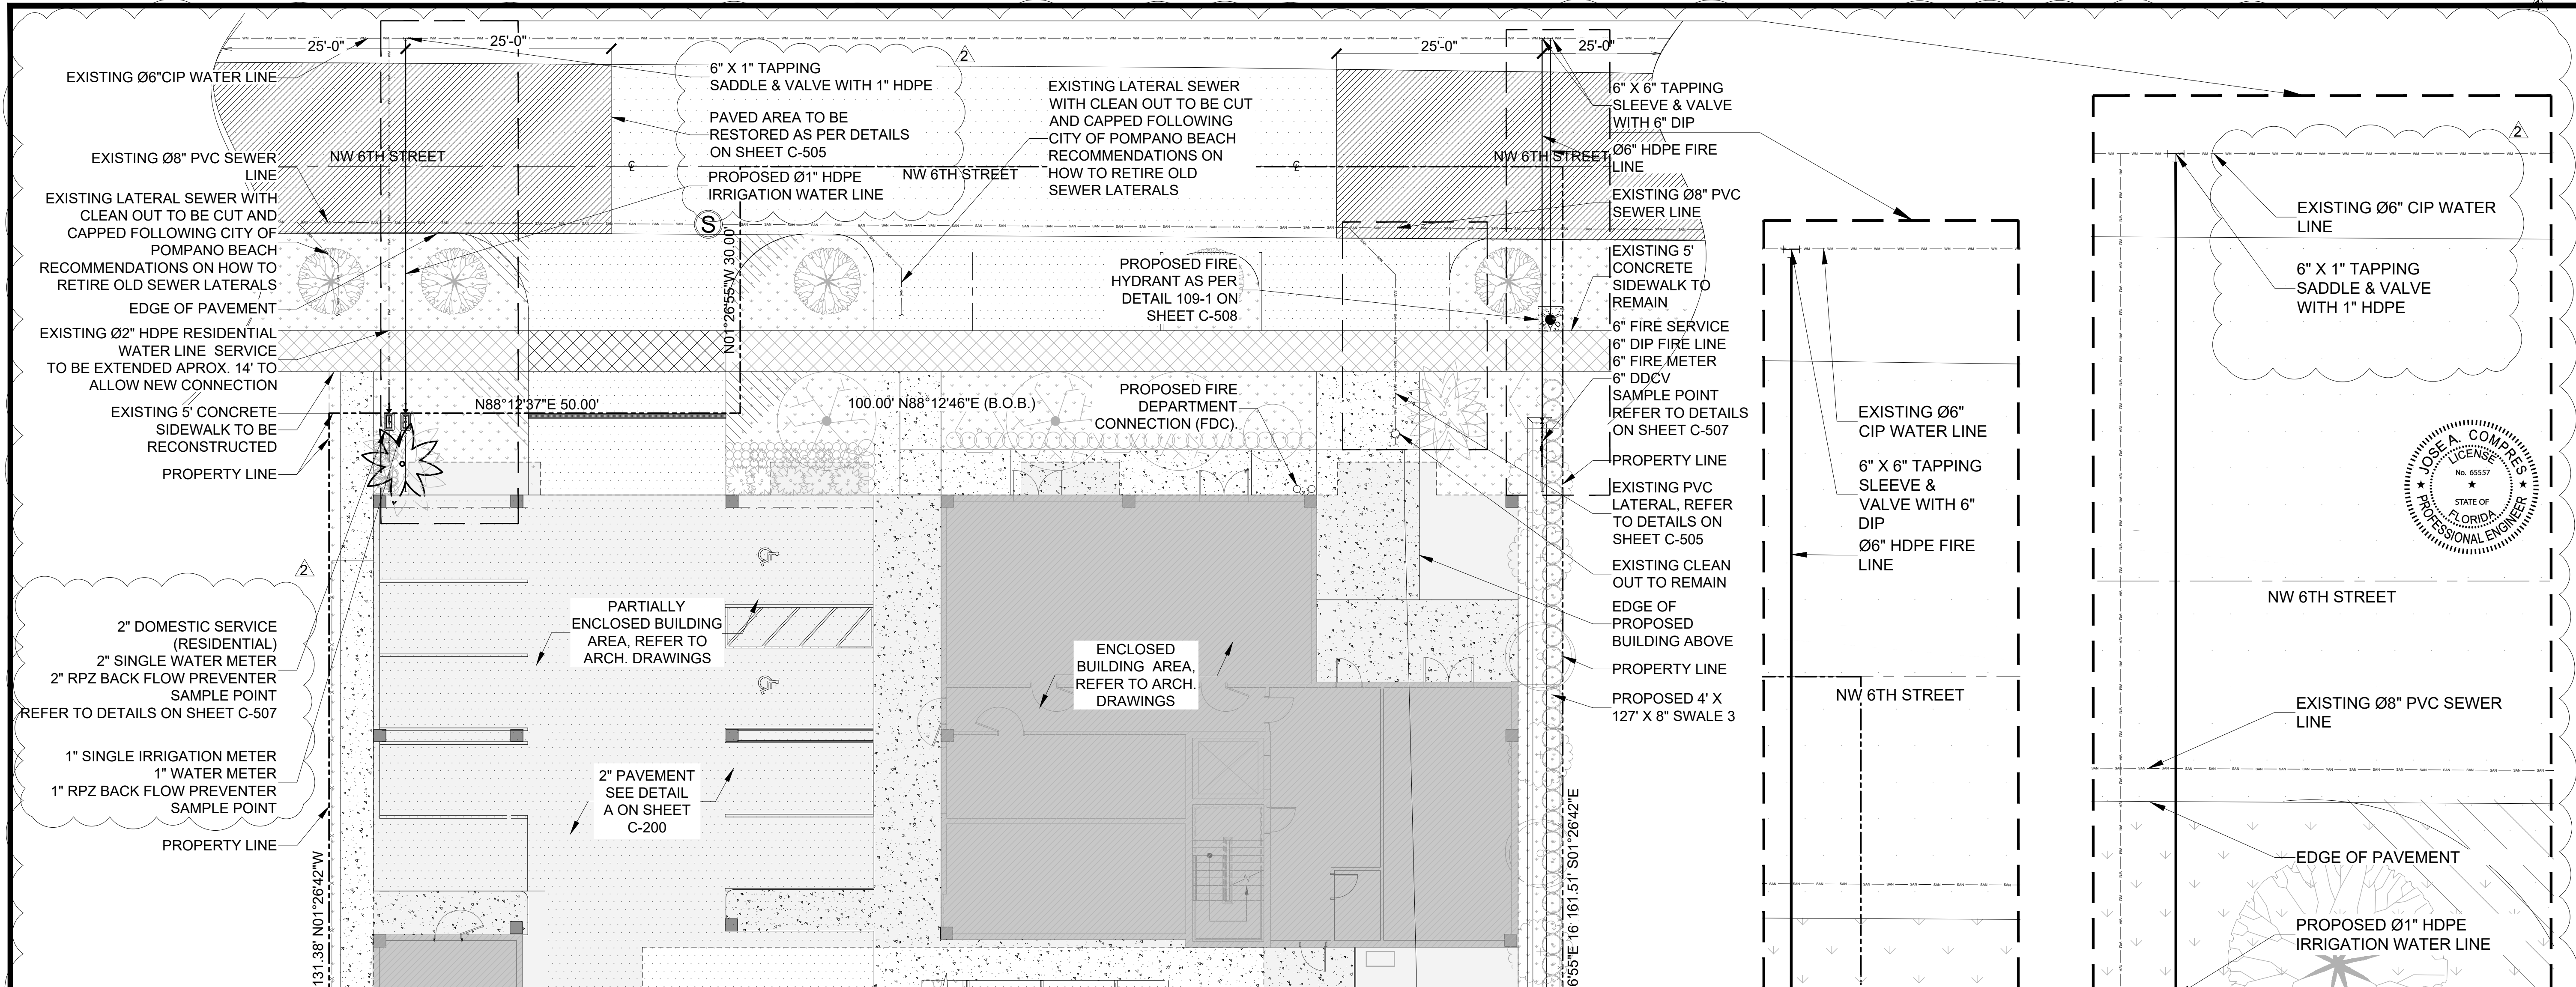 25'-0"
25'-0"
25'-0"
25'-0"
EXISTING Ø6"CIP WATER LINE
EXISTING Ø8" PVC SEWER
LINE
EXISTING LATERAL SEWER WITH
CLEAN OUT TO BE CUT AND
CAPPED FOLLOWING CITY OF
POMPANO BEACH
RECOMMENDATIONS ON HOW TO
RETIRE OLD SEWER LATERALS
EDGE OF PAVEMENT
EXISTING Ø2" HDPE RESIDENTIAL
WATER LINE SERVICE
TO BE EXTENDED APROX. 14' TO
ALLOW NEW CONNECTION
EXISTING 5' CONCRETE
SIDEWALK TO BE
RECONSTRUCTED
PROPERTY LINE
2
2" DOMESTIC SERVICE
(RESIDENTIAL)
2" SINGLE WATER METER
2" RPZ BACK FLOW PREVENTER
SAMPLE POINT
REFER TO DETAILS ON SHEET C-507
1" SINGLE IRRIGATION METER
1" WATER METER
1" RPZ BACK FLOW PREVENTER
SAMPLE POINT
PROPERTY LINE
131.38' N01°26'42"W
NW 6TH STREET
2
6" X 1" TAPPING
SADDLE & VALVE WITH 1" HDPE
PAVED AREA TO BE
RESTORED AS PER DETAILS
ON SHEET C-505
PROPOSED Ø1" HDPE
IRRIGATION WATER LINE
S
N01°26'55"W 30.00'
N88°12'37"E 50.00'
NW 6TH STREET
EXISTING LATERAL SEWER
WITH CLEAN OUT TO BE CUT
AND CAPPED FOLLOWING
CITY OF POMPANO BEACH
RECOMMENDATIONS ON
HOW TO RETIRE OLD
SEWER LATERALS
100.00' N88°12'46"E (B.O.B.)
PROPOSED FIRE
HYDRANT AS PER
DETAIL 109-1 ON
SHEET C-508
PROPOSED FIRE
DEPARTMENT
CONNECTION (FDC).
PARTIALLY
ENCLOSED BUILDING
AREA, REFER TO
ARCH. DRAWINGS
2" PAVEMENT
SEE DETAIL
A ON SHEET
C-200
ENCLOSED
BUILDING AREA,
REFER TO ARCH.
DRAWINGS
NW 6TH STREET
6" X 6" TAPPING
SLEEVE & VALVE
WITH 6" DIP
Ø6" HDPE FIRE
LINE
EXISTING Ø8" PVC
SEWER LINE
EXISTING 5'
CONCRETE
SIDEWALK TO
REMAIN
6" FIRE SERVICE
6" DIP FIRE LINE
6" FIRE METER
6" DDCV
SAMPLE POINT
REFER TO DETAILS
ON SHEET C-507
PROPERTY LINE
EXISTING PVC
LATERAL, REFER
TO DETAILS ON
SHEET C-505
EXISTING CLEAN
OUT TO REMAIN
EDGE OF
PROPOSED
BUILDING ABOVE
PROPERTY LINE
PROPOSED 4' X
127' X 8" SWALE 3
161.51' S01°26'42"E
EXISTING Ø6"
CIP WATER LINE
6" X 6" TAPPING
SLEEVE &
VALVE WITH 6"
DIP
Ø6" HDPE FIRE
LINE
NW 6TH STREET
2
EXISTING Ø6" CIP WATER
LINE
6" X 1" TAPPING
SADDLE & VALVE
WITH 1" HDPE
JOSE A. COMPRES
LICENSE
No. 65557
STATE OF
FLORIDA
PROFESSIONAL ENGINEER
NW 6TH STREET
EXISTING Ø8" PVC SEWER
LINE
EDGE OF PAVEMENT
PROPOSED Ø1" HDPE
IRRIGATION WATER LINE